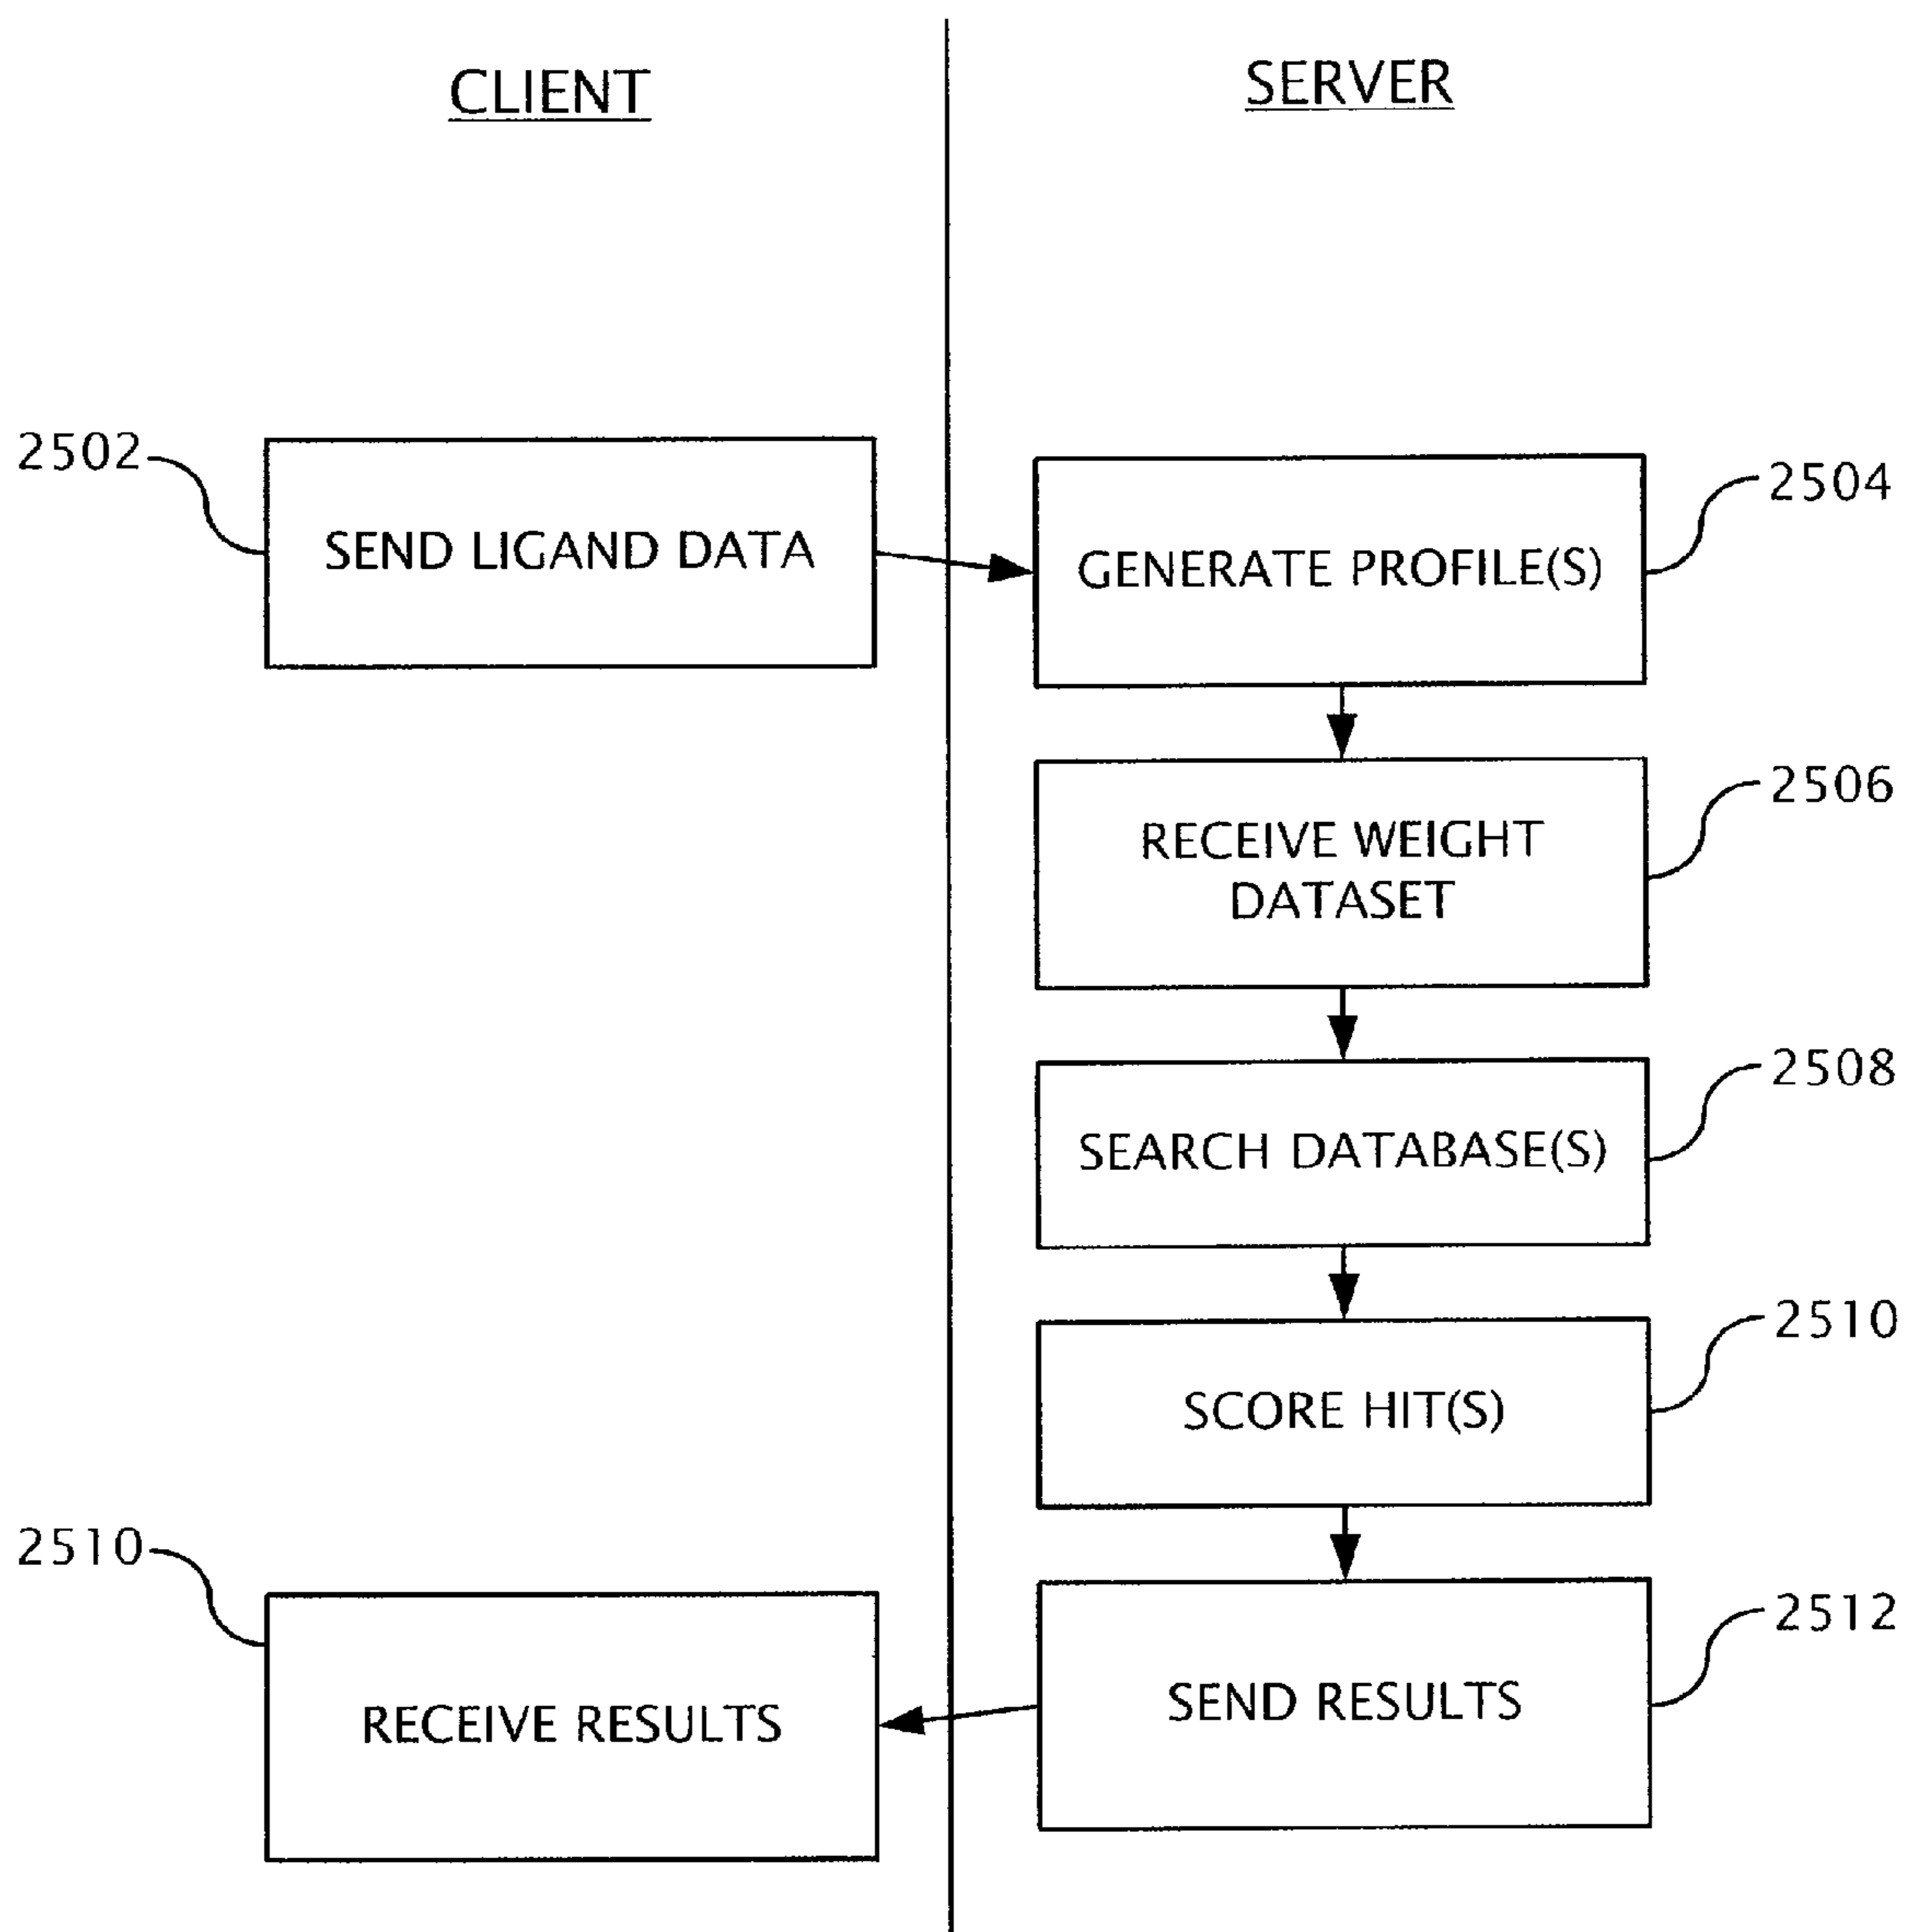 CLIENT
SERVER
2502
SEND LIGAND DATA
2504
GENERATE PROFILE(S)
2506
RECEIVE WEIGHT
DATASET
2508
SEARCH DATABASE(S)
2510
SCORE HIT(S)
2510
RECEIVE RESULTS
2512
SEND RESULTS